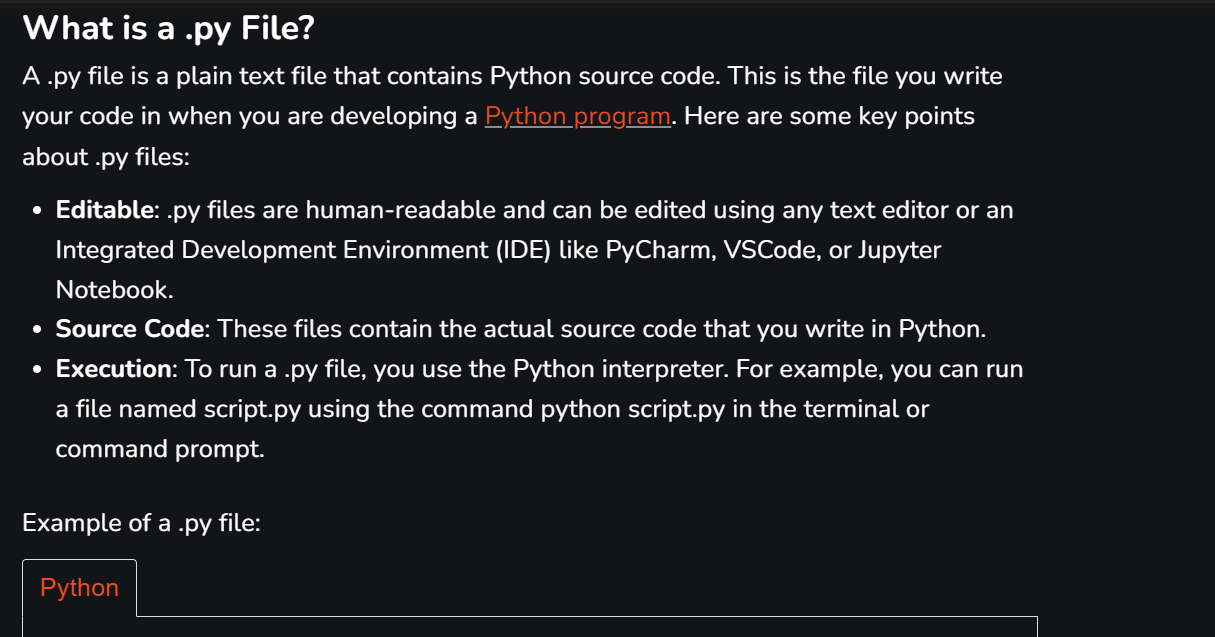 What is a .py File?
A .py file is a plain text file that contains Python source code. This is the file you write
your code in when you are developing a Python program. Here are some key points
about .py files:
• Editable: .py files are human-readable and can be edited using any text editor or an
Integrated Development Environment (IDE) like PyCharm, VSCode, or Jupyter
Notebook.
• Source Code: These files contain the actual source code that you write in Python.
• Execution: To run a .py file, you use the Python interpreter. For example, you can run
a file named script.py using the command python script.py in the terminal or
command prompt.
Example of a .py file:
Python